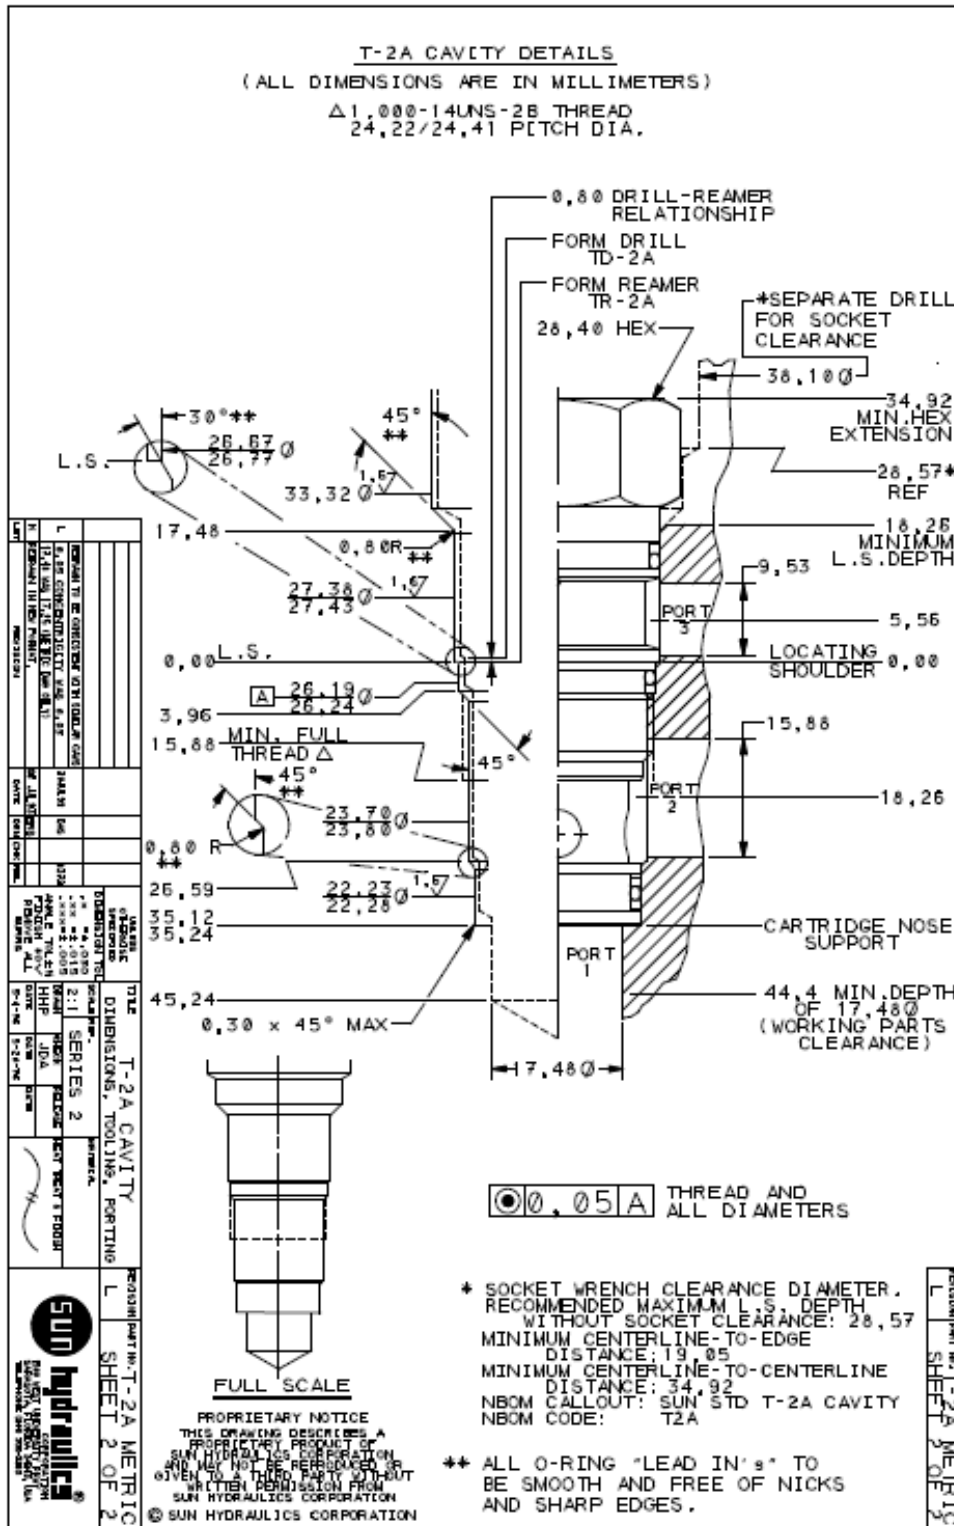 T-2A CAVITY DETAILS
(ALL DIMENSIONS ARE IN MILLIMETERS)
△1,000-14UNS-2B THREAD
24,22/24,41 PITCH DIA.
0,80 DRILL-REAMER
RELATIONSHIP
FORM DRILL
TD-2A
FORM REAMER
TR-2A
28,40 HEX
*SEPARATE DRILL
FOR SOCKET
CLEARANCE
38,10Ø
34,92
MIN.HEX
EXTENSION
28,57*
REF
18,26
MINIMUM
L.S.DEPTH
9,53
PORT
3
5,56
LOCATING
SHOULDER
0,00
15,88
PORT
2
18,26
CARTRIDGE NOSE
SUPPORT
PORT
1
44,4 MIN.DEPTH
OF 17,48Ø
(WORKING PARTS
CLEARANCE)
17,48Ø
30°**
26,67
26,77 Ø
L.S.
45°
**
1,6
33,32 Ø
17,48
0,80R
**
27,38
27,43 Ø
1,6
0,00
L.S.
A
26,19
26,24 Ø
3,96
15,88
MIN. FULL
THREAD △
45°
45°
**
23,70
23,80 Ø
0,80 R
**
26,59
22,23
22,28 Ø
1,6
35,12
35,24
45,24
0,30 x 45° MAX
FULL SCALE
0,05 A
THREAD AND
ALL DIAMETERS
* SOCKET WRENCH CLEARANCE DIAMETER.
RECOMMENDED MAXIMUM L.S. DEPTH
WITHOUT SOCKET CLEARANCE: 28,57
MINIMUM CENTERLINE-TO-EDGE
DISTANCE: 19,05
MINIMUM CENTERLINE-TO-CENTERLINE
DISTANCE: 34,92
NBOM CALLOUT: SUN STD T-2A CAVITY
NBOM CODE: T2A
** ALL O-RING "LEAD IN's" TO
BE SMOOTH AND FREE OF NICKS
AND SHARP EDGES.
PROPRIETARY NOTICE
THIS DRAWING DESCRIBES A
PROPRIETARY PRODUCT OF
SUN HYDRAULICS CORPORATION
AND MAY NOT BE REPRODUCED OR
GIVEN TO A THIRD PARTY WITHOUT
WRITTEN PERMISSION FROM
SUN HYDRAULICS CORPORATION
© SUN HYDRAULICS CORPORATION
TITLE
T-2A CAVITY
DIMENSIONS, TOOLING, PORTING
2:1
SERIES 2
HHP
JDA
L
T-2A METRIC
SHEET 2 OF 2
sun hydraulics ®
CORPORATION
L
T-2A METRIC
SHEET 2 OF 2